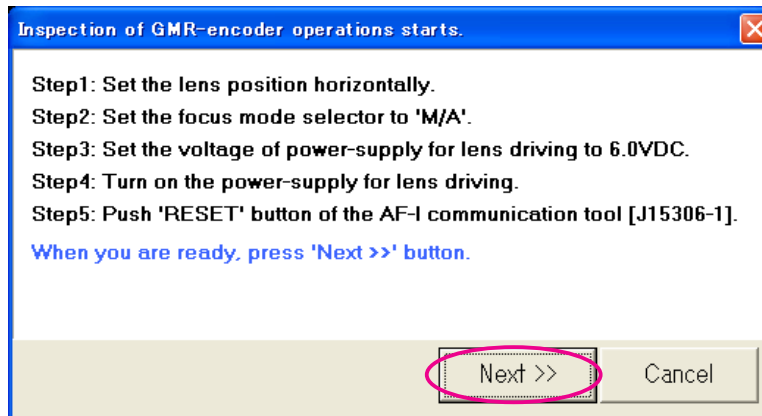 Inspection of GMR-encoder operations starts.
Step1: Set the lens position horizontally.
Step2: Set the focus mode selector to 'M/A'.
Step3: Set the voltage of power-supply for lens driving to 6.0VDC.
Step4: Turn on the power-supply for lens driving.
Step5: Push 'RESET' button of the AF-I communication tool [J15306-1].
When you are ready, press 'Next >>' button.
Next >> Cancel